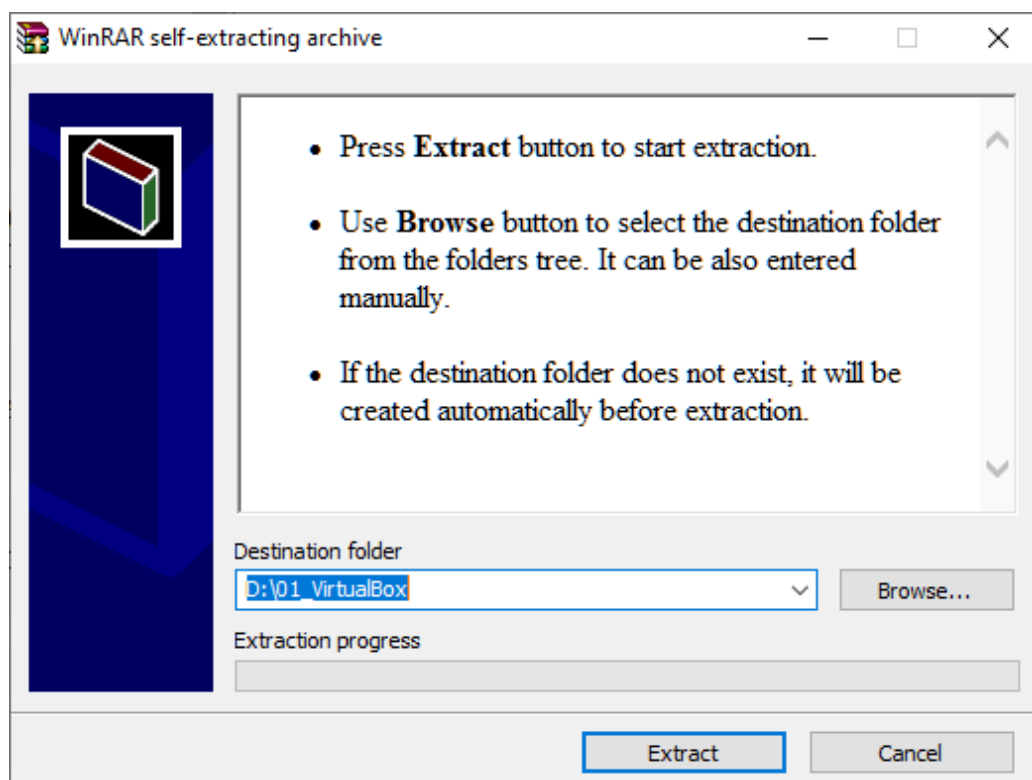 WinRAR self-extracting archive
• Press Extract button to start extraction.
• Use Browse button to select the destination folder
from the folders tree. It can be also entered
manually.
• If the destination folder does not exist, it will be
created automatically before extraction.
Destination folder
D:\01_VirtualBox
Browse...
Extraction progress
Extract
Cancel